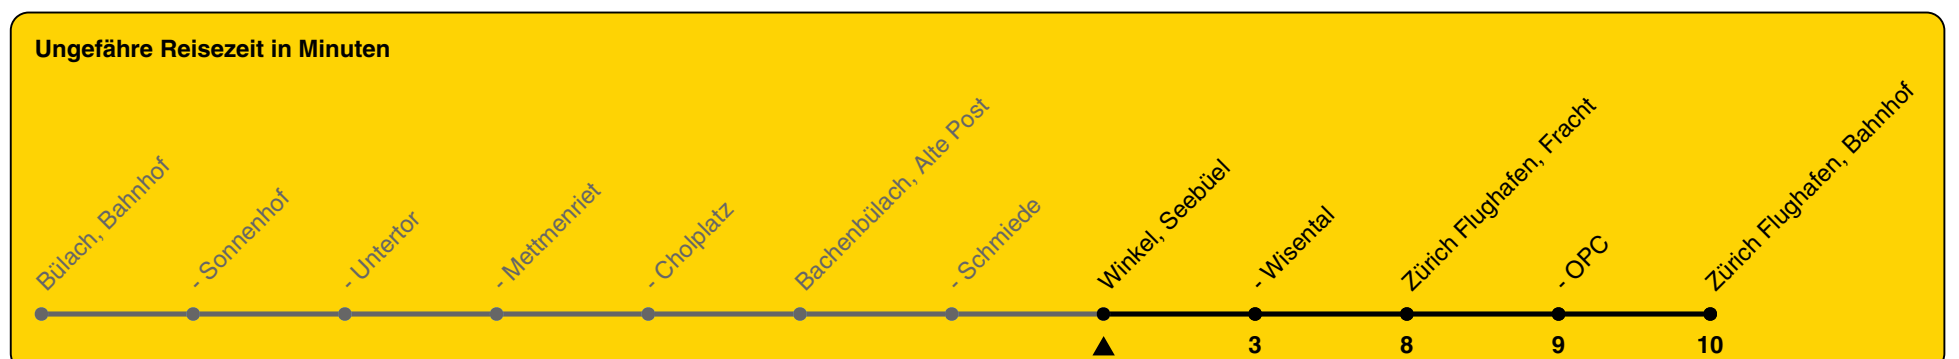 Ungefähre Reisezeit in Minuten
Bülach, Bahnhof
- Sonnenhof
- Untertor
- Mettmenriet
- Cholplatz
Bachenbülach, Alte Post
- Schmiede
Winkel, Seebüel
- Wisental
Zürich Flughafen, Fracht
- OPC
Zürich Flughafen, Bahnhof
3 8 9 10